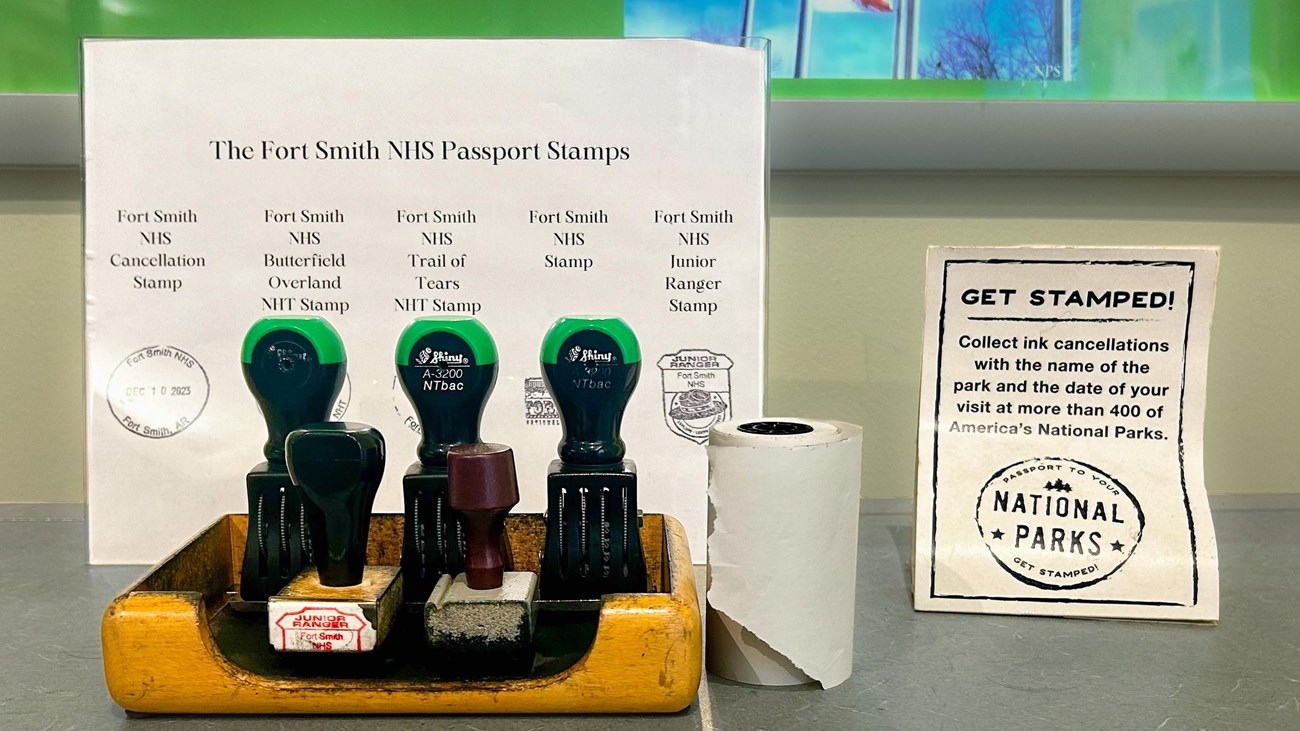 NPS
The Fort Smith NHS Passport Stamps
Fort Smith
NHS
Cancellation
Stamp
Fort Smith
NHS
Butterfield
Overland
NHT Stamp
Fort Smith
NHS
Trail of
Tears
NHT Stamp
Fort Smith
NHS
Stamp
Fort Smith
NHS
Junior
Ranger
Stamp
Fort Smith NHS
DEC 10 2023
Fort Smith, AR
NHT
JUNIOR
RANGER
Fort Smith
NHS
Shiny®
A-3200
NTbac
Shiny®
A-3200
NTbac
JUNIOR
RANGER
Fort Smith
NHS
GET STAMPED!
Collect ink cancellations
with the name of the
park and the date of your
visit at more than 400 of
America's National Parks.
PASSPORT TO YOUR
NATIONAL
PARKS
GET STAMPED!